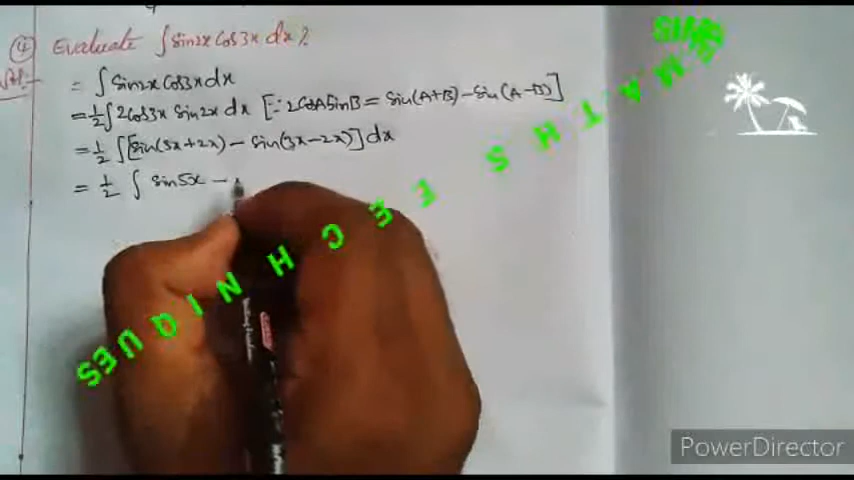 ④ Evaluate ∫sin2x Cos3x dx?
Sol:-
= ∫ Sin2x Cos3x dx
= 1/2 ∫ 2Cos3x Sin2x dx [∵ 2CosA SinB = Sin(A+B) - Sin(A-B)]
= 1/2 ∫ [Sin(3x+2x) - Sin(3x-2x)] dx
= 1/2 ∫ Sin5x -
MATHS TECHNIQUES
PowerDirector